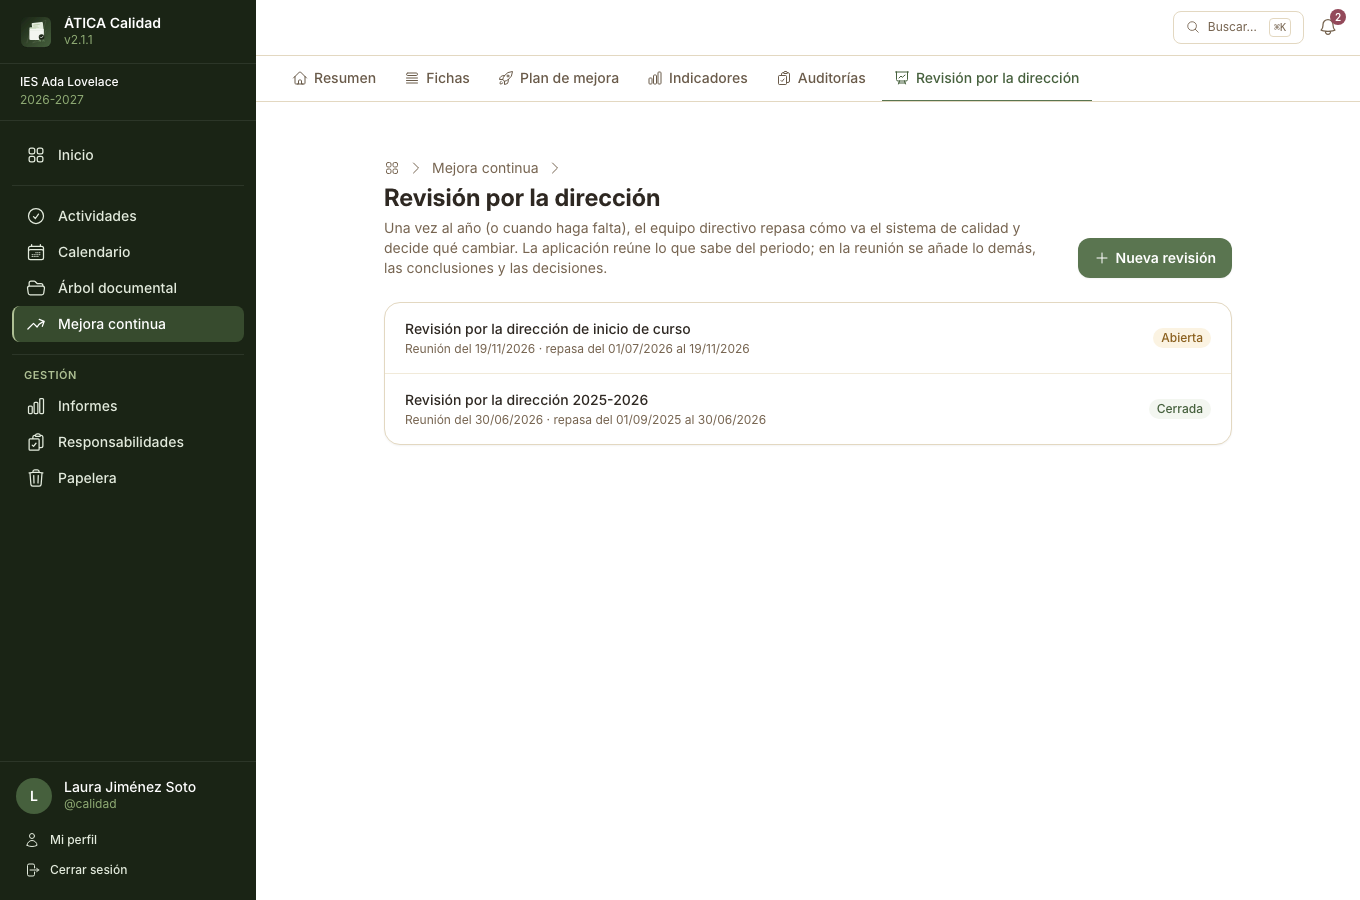 ÁTICA Calidad
v2.1.1
IES Ada Lovelace
2026-2027
Inicio
Actividades
Calendario
Árbol documental
Mejora continua
GESTIÓN
Informes
Responsabilidades
Papelera
L
Laura Jiménez Soto
@calidad
Mi perfil
Cerrar sesión
Buscar... ⌘K
2
Resumen Fichas Plan de mejora Indicadores Auditorías Revisión por la dirección
Mejora continua
Revisión por la dirección
Una vez al año (o cuando haga falta), el equipo directivo repasa cómo va el sistema de calidad y
decide qué cambiar. La aplicación reúne lo que sabe del periodo; en la reunión se añade lo demás,
las conclusiones y las decisiones.
Nueva revisión
Revisión por la dirección de inicio de curso
Reunión del 19/11/2026 · repasa del 01/07/2026 al 19/11/2026
Abierta
Revisión por la dirección 2025-2026
Reunión del 30/06/2026 · repasa del 01/09/2025 al 30/06/2026
Cerrada